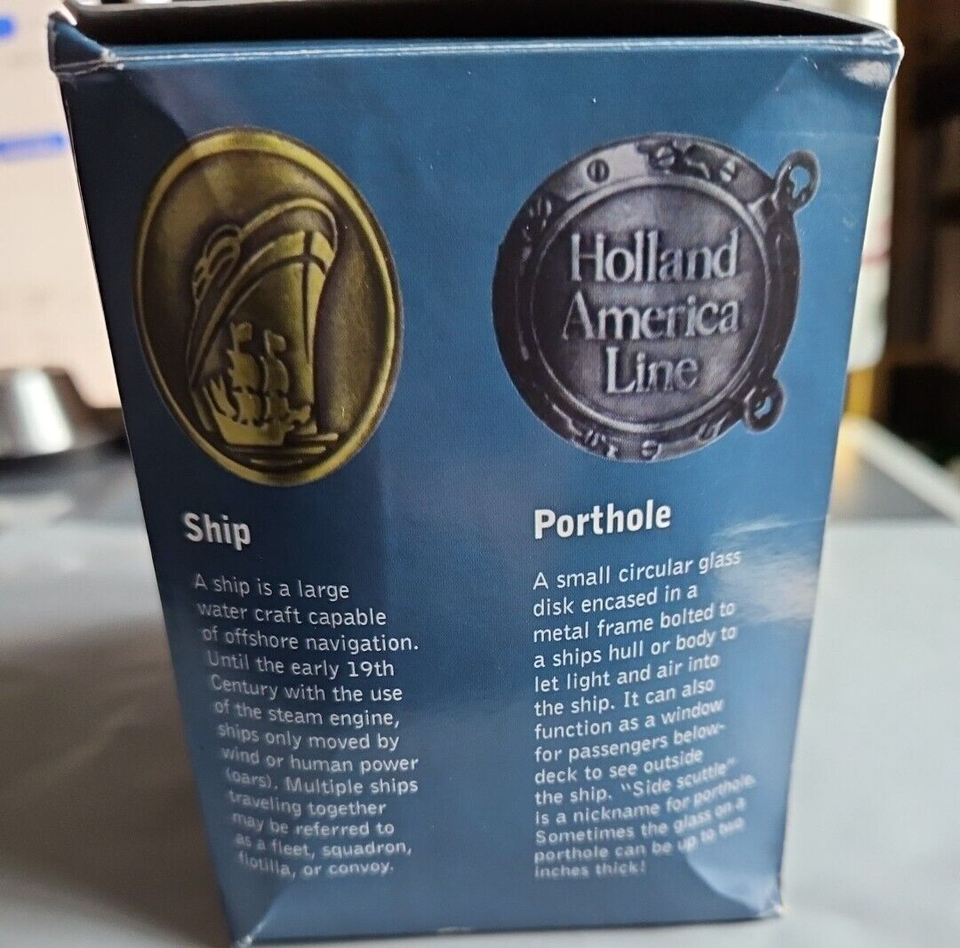 Holland
America
Line
Ship
A ship is a large
water craft capable
of offshore navigation.
Until the early 19th
Century with the use
of the steam engine,
ships only moved by
wind or human power
(oars). Multiple ships
traveling together
may be referred to
as a fleet, squadron,
flotilla, or convoy.
Porthole
A small circular glass
disk encased in a
metal frame bolted to
a ships hull or body to
let light and air into
the ship. It can also
function as a window
for passengers below-
deck to see outside
the ship. "Side scuttle"
is a nickname for porthole.
Sometimes the glass on a
porthole can be up to two
inches thick!